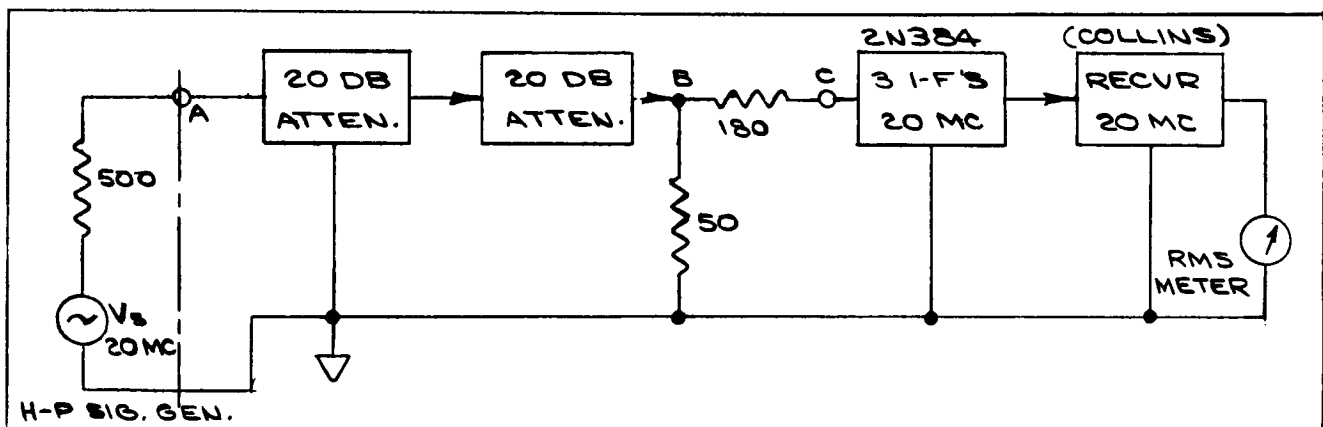 2N384
(COLLINS)
20 DB
ATTEN.
20 DB
ATTEN.
B
C
3 I-F'S
20 MC
RECVR
20 MC
A
180
500
50
RMS
METER
Vs
20 MC
H-P SIG. GEN.